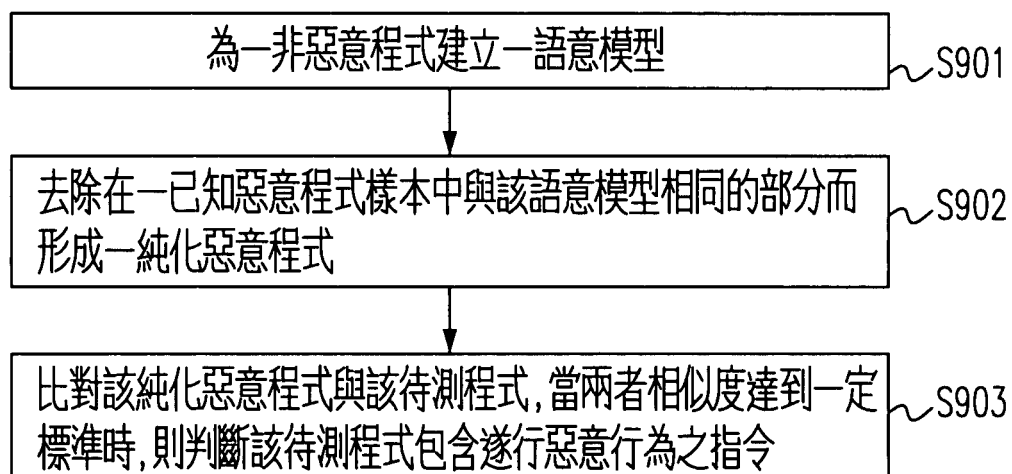 為一非惡意程式建立一語意模型
S901
去除在一已知惡意程式樣本中與該語意模型相同的部分而
形成一純化惡意程式
S902
比對該純化惡意程式與該待測程式,當兩者相似度達到一定
標準時,則判斷該待測程式包含遂行惡意行為之指令
S903